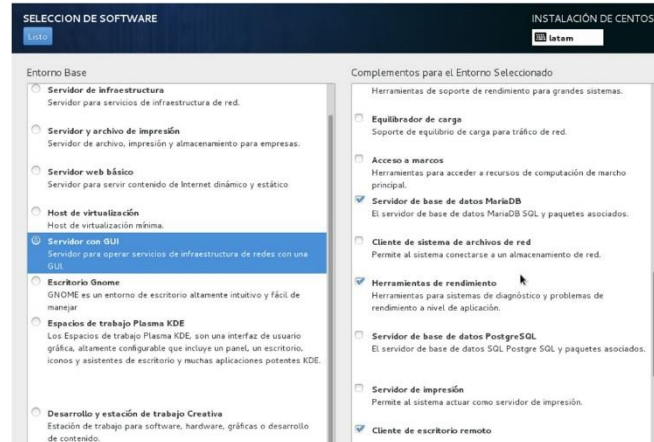 SELECCION DE SOFTWARE
INSTALACIÓN DE CENTOS
Listo
latam
Entorno Base
Servidor de infraestructura
Servidor para servicios de infraestructura de red.
Servidor y archivo de impresión
Servidor de archivo, impresión y almacenamiento para empresas.
Servidor web básico
Servidor para servir contenido de Internet dinámico y estático
Host de virtualización
Host de virtualización mínima.
Servidor con GUI
Servidor para operar servicios de infraestructura de redes con una
GUI.
Escritorio Gnome
GNOME es un entorno de escritorio altamente intuitivo y fácil de
manejar
Espacios de trabajo Plasma KDE
Los Espacios de trabajo Plasma KDE, son una interfaz de usuario
gráfica, altamente configurable que incluye un panel, un escritorio,
iconos y asistentes de escritorio y muchas aplicaciones potentes KDE.
Desarrollo y estación de trabajo Creativa
Estación de trabajo para software, hardware, gráficas o desarrollo
de contenido.
Complementos para el Entorno Seleccionado
Herramientas de soporte de rendimiento para grandes sistemas.
Equilibrador de carga
Soporte de equilibrio de carga para tráfico de red.
Acceso a marcos
Herramientas para acceder a recursos de computación de marcho
principal.
Servidor de base de datos MariaDB
El servidor de base de datos MariaDB SQL y paquetes asociados.
Cliente de sistema de archivos de red
Permite al sistema conectarse a un almacenamiento de red.
Herramientas de rendimiento
Herramientas para sistemas de diagnóstico y problemas de
rendimiento a nivel de aplicación.
Servidor de base de datos PostgreSQL
El servidor de base de datos SQL Postgre SQL y paquetes asociados.
Servidor de impresión
Permite al sistema actuar como servidor de impresión.
Cliente de escritorio remoto